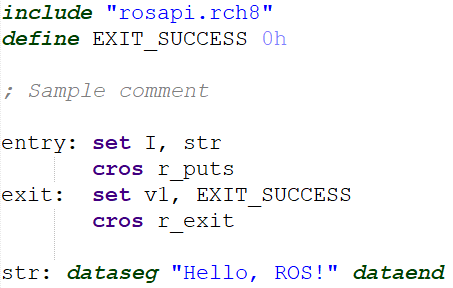 include "rosapi.rch8"
define EXIT_SUCCESS 0h
; Sample comment
entry: set I, str
cros r_puts
exit: set v1, EXIT_SUCCESS
cros r_exit
str: dataseg "Hello, ROS!" dataend